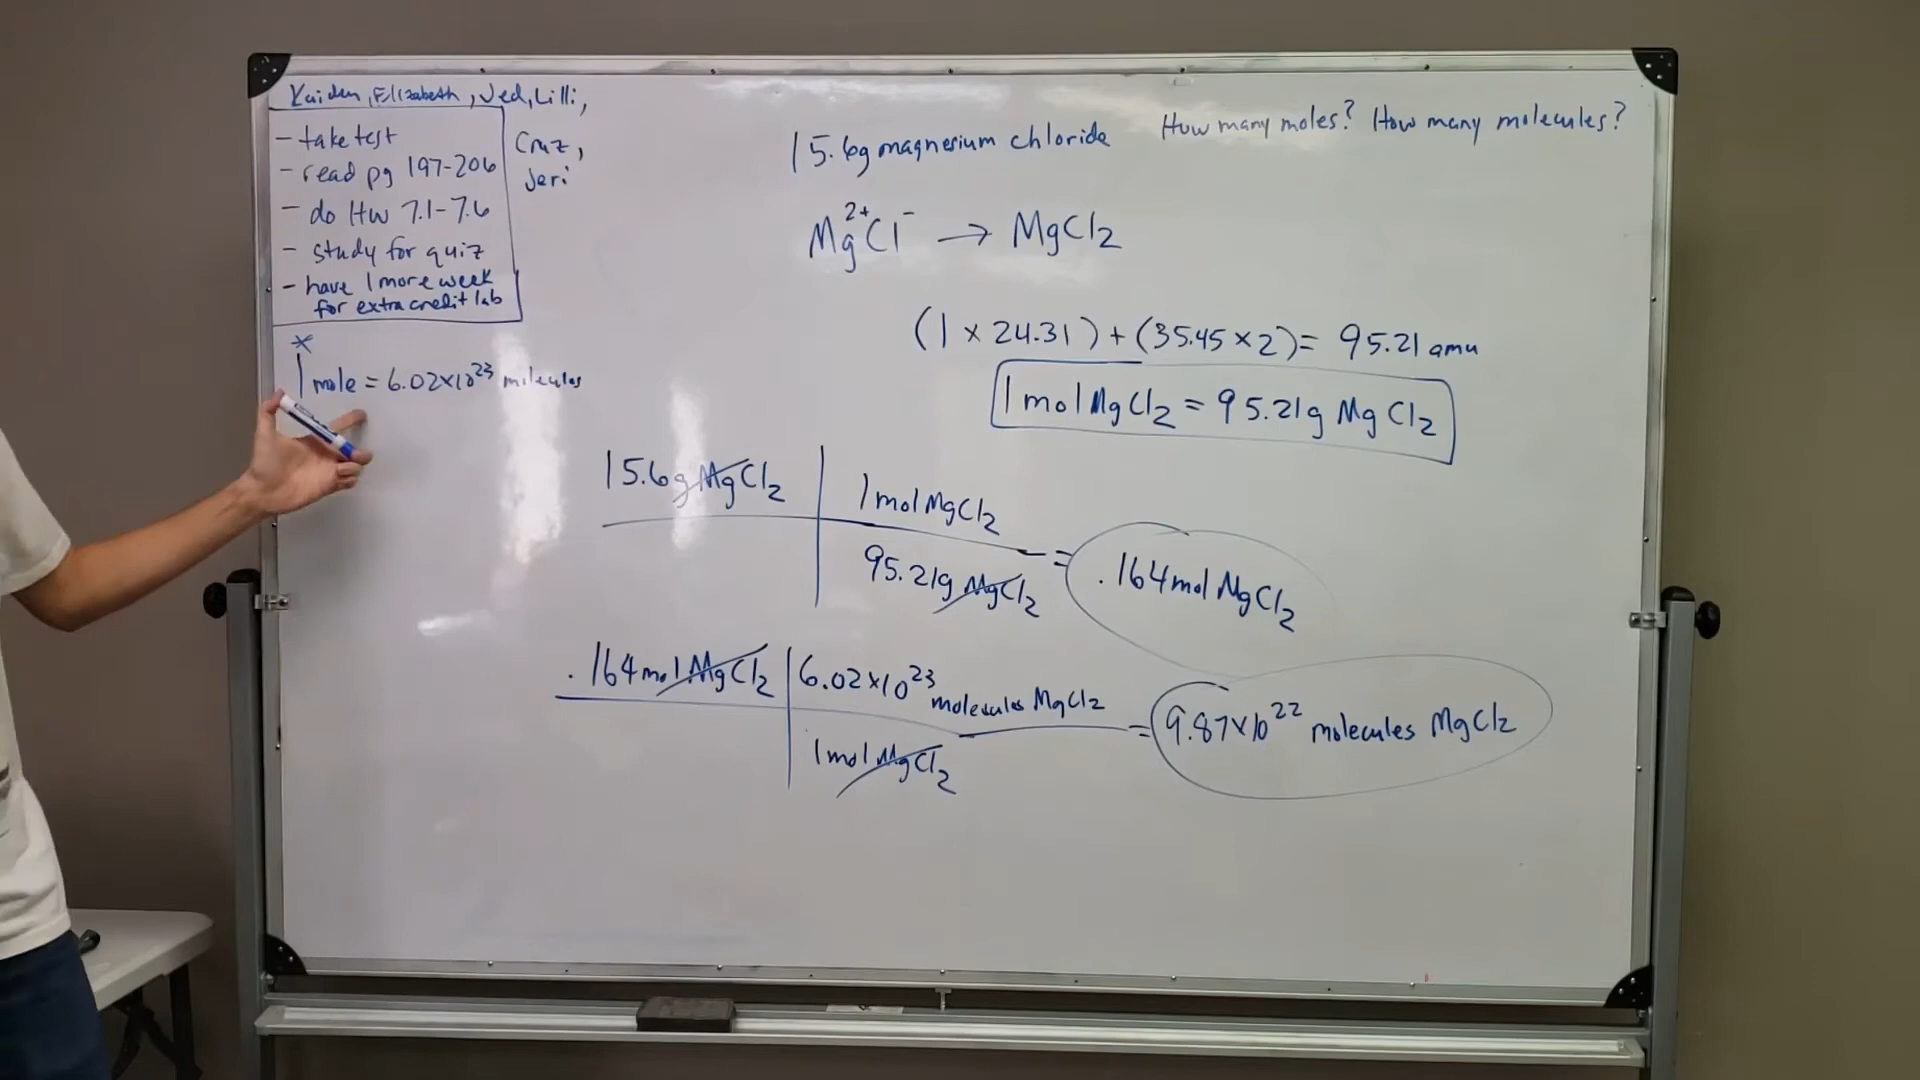 Kaiden, Elizabeth, Jed, Lilli,
Cruz,
Jeri
- take test
- read pg 197-206
- do HW 7.1-7.6
- study for quiz
- have 1 more week
for extra credit lab
*
1 mole = 6.02×10²³ molecules
15.6g magnesium chloride How many moles? How many molecules?
Mg²⁺Cl⁻ → MgCl₂
(1 × 24.31) + (35.45 × 2) = 95.21 amu
1 mol MgCl₂ = 95.21g MgCl₂
15.6g MgCl₂ | 1 mol MgCl₂
95.21g MgCl₂ = .164 mol MgCl₂
.164 mol MgCl₂ | 6.02×10²³ molecules MgCl₂
1 mol MgCl₂ = 9.87×10²² molecules MgCl₂